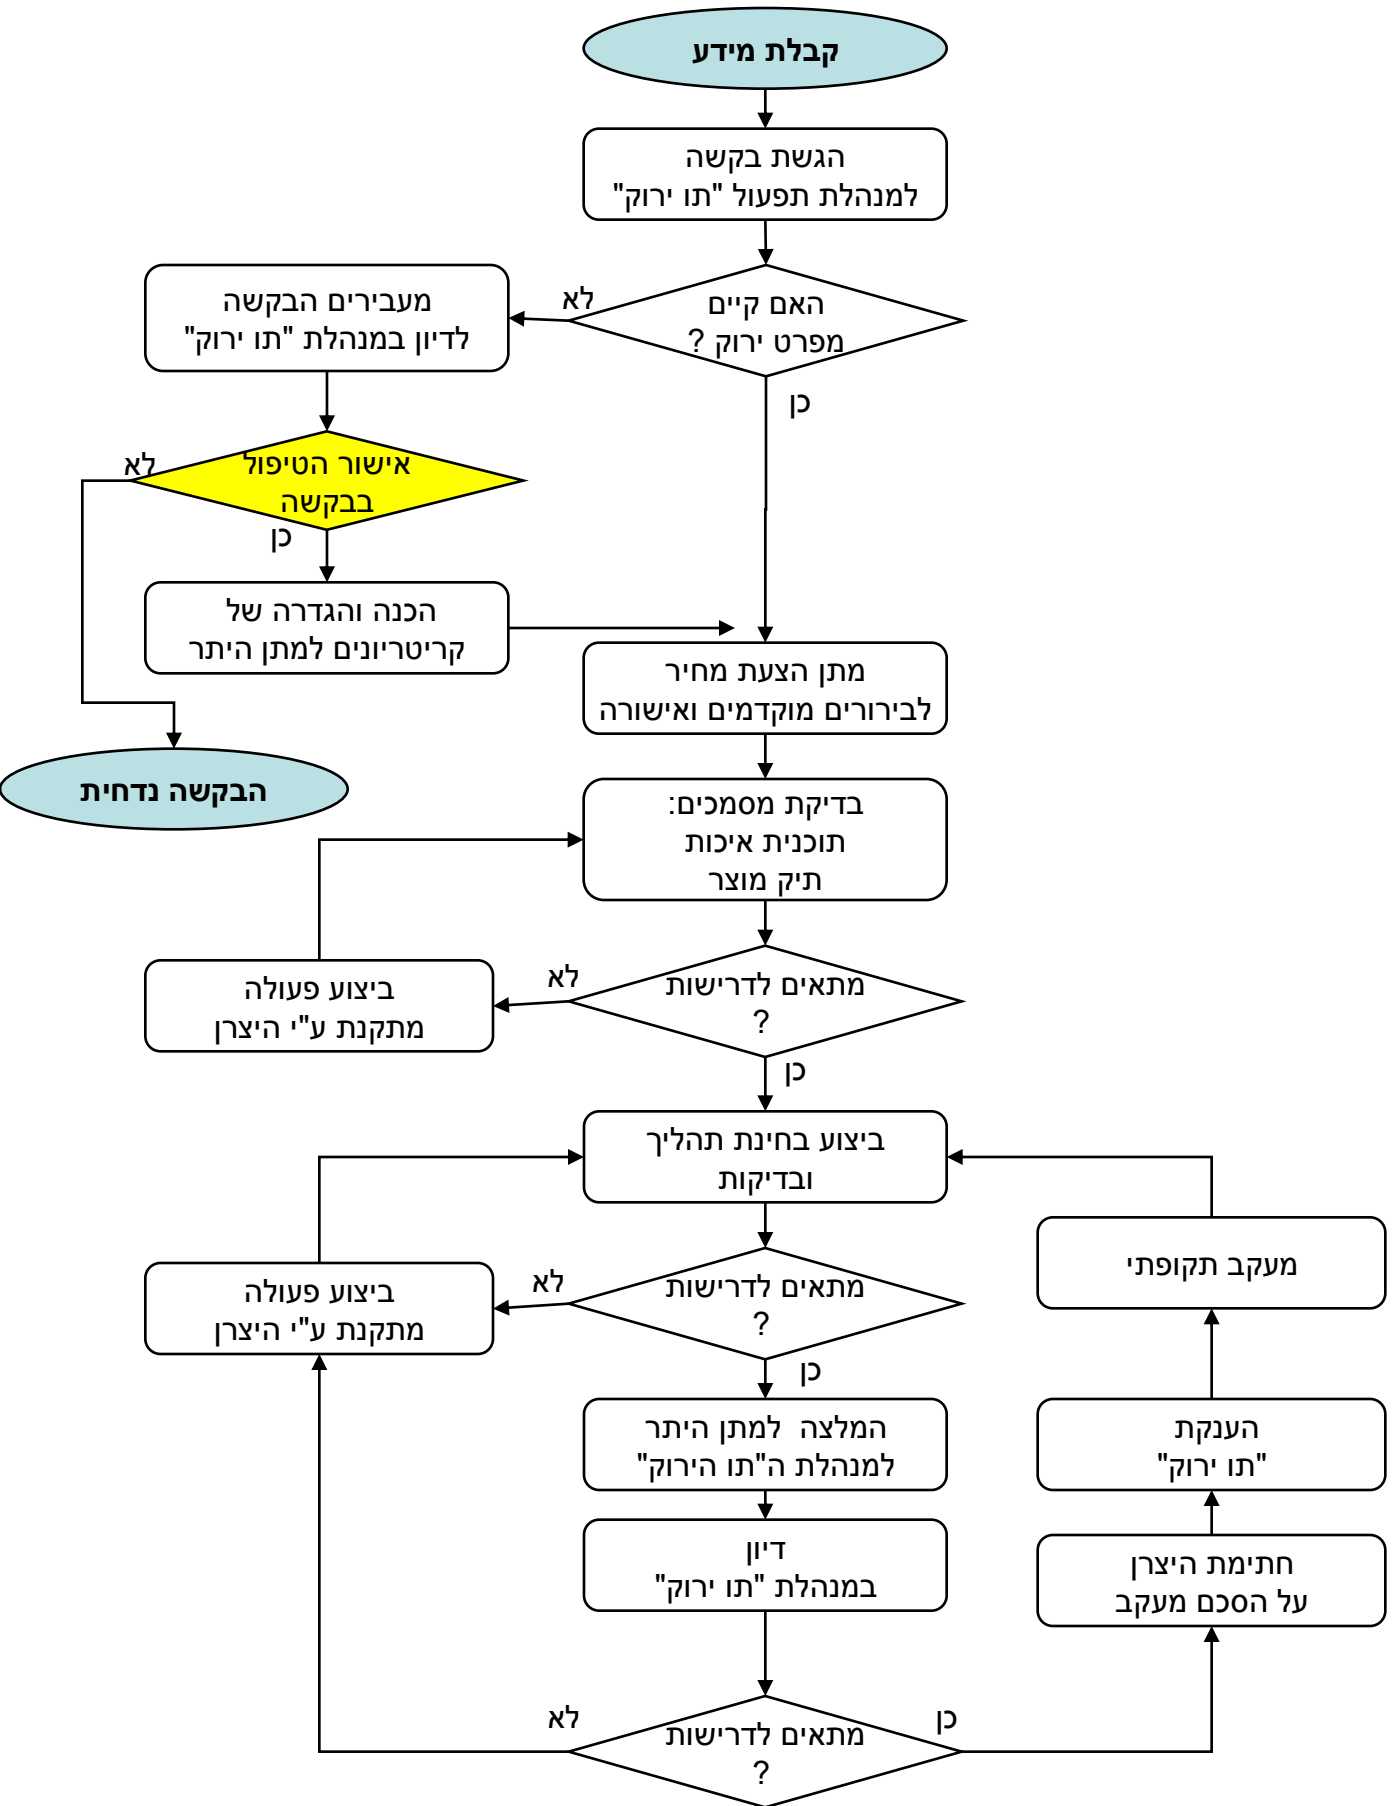 קבלת מידע
הגשת בקשה
למנהלת תפעול "תו ירוק"
האם קיים
מפרט ירוק ?
לא
כן
מעבירים הבקשה
לדיון במנהלת "תו ירוק"
אישור הטיפול
בבקשה
לא
כן
הכנה והגדרה של
קריטריונים למתן היתר
הבקשה נדחית
מתן הצעת מחיר
לבירורים מוקדמים ואישורה
בדיקת מסמכים:
תוכנית איכות
תיק מוצר
מתאים לדרישות
?
לא
כן
ביצוע פעולה
מתקנת ע"י היצרן
ביצוע בחינת תהליך
ובדיקות
מתאים לדרישות
?
לא
כן
ביצוע פעולה
מתקנת ע"י היצרן
המלצה למתן היתר
למנהלת ה"תו הירוק"
דיון
במנהלת "תו ירוק"
מתאים לדרישות
?
לא
כן
חתימת היצרן
על הסכם מעקב
הענקת
"תו ירוק"
מעקב תקופתי